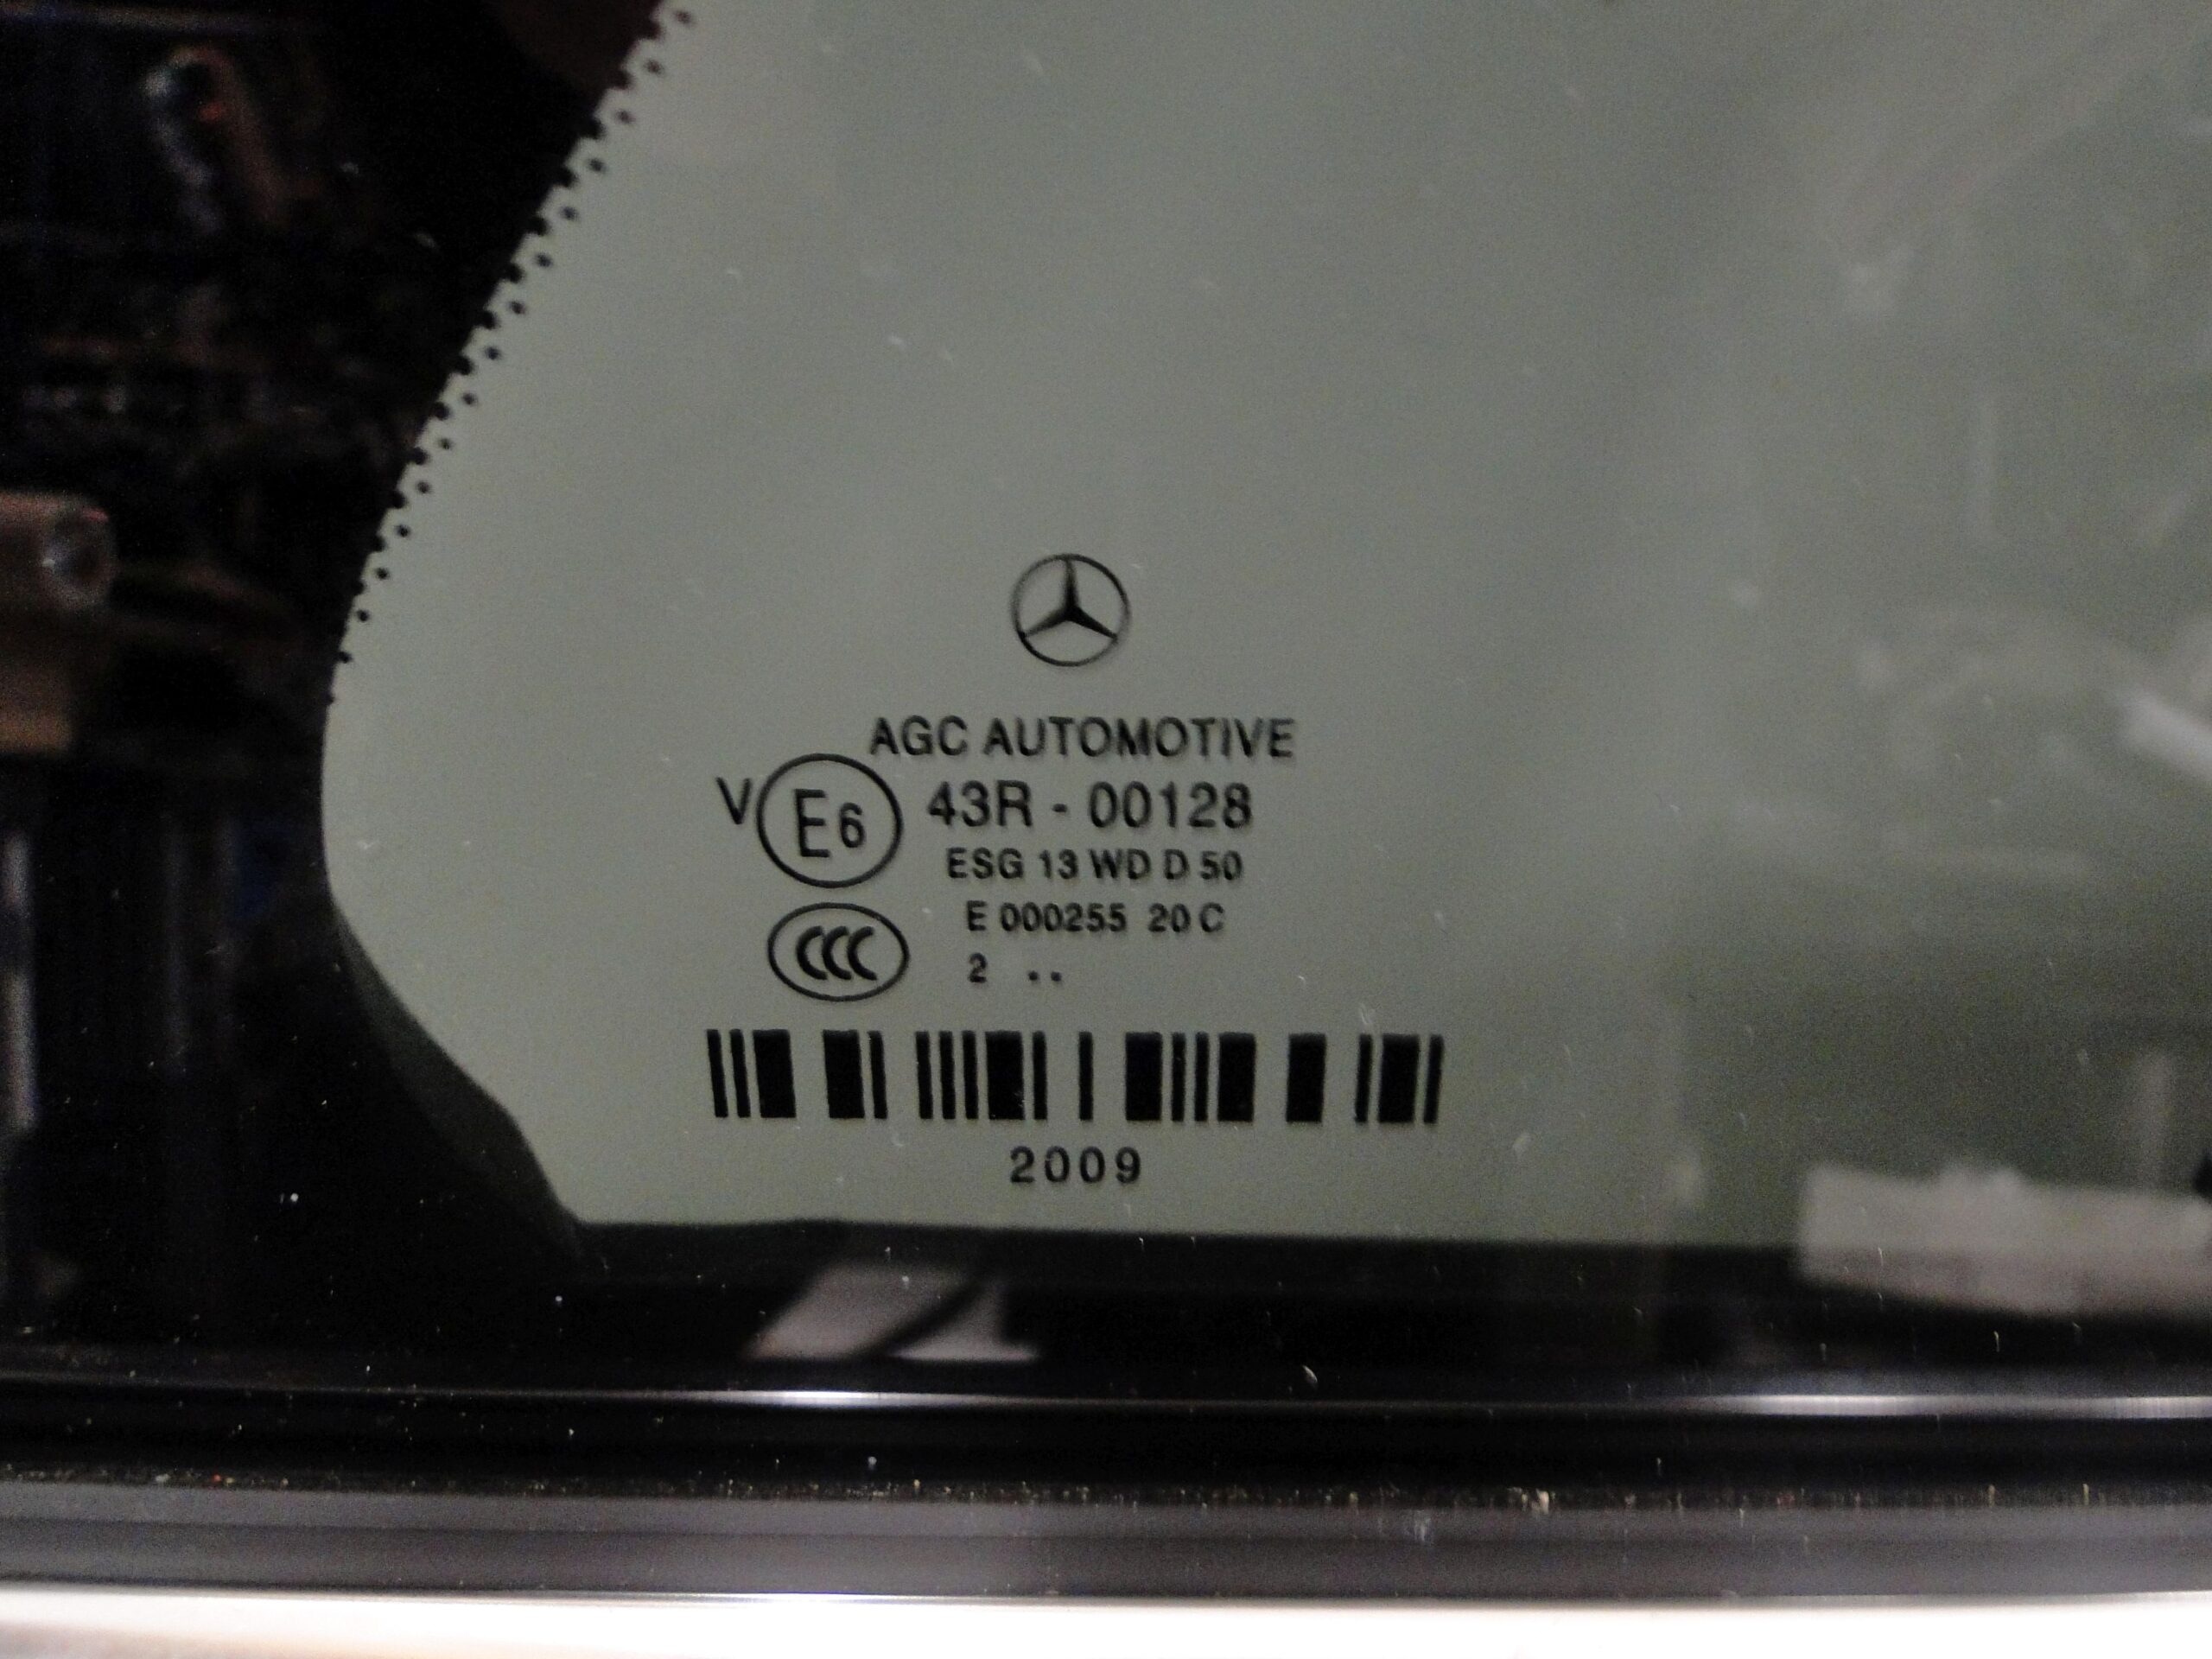 AGC AUTOMOTIVE
V E6 43R - 00128
ESG 13 WD D 50
E 000255 20 C
CCC 2 ..
2009